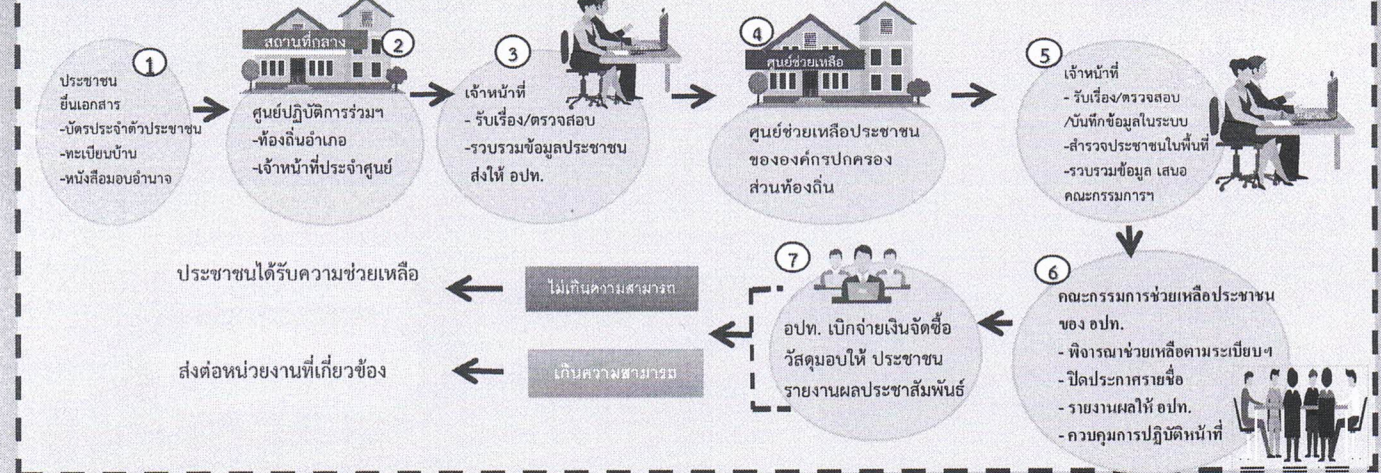 1
ประชาชน
ยื่นเอกสาร
-บัตรประจำตัวประชาชน
-ทะเบียนบ้าน
-หนังสือมอบอำนาจ
2
สถานที่กลาง
ศูนย์ปฏิบัติการร่วมฯ
-ท้องถิ่นอำเภอ
-เจ้าหน้าที่ประจำศูนย์
3
เจ้าหน้าที่
- รับเรื่อง/ตรวจสอบ
-รวบรวมข้อมูลประชาชน
ส่งให้ อปท.
4
ศูนย์ช่วยเหลือ
ศูนย์ช่วยเหลือประชาชน
ขององค์กรปกครอง
ส่วนท้องถิ่น
5
เจ้าหน้าที่
- รับเรื่อง/ตรวจสอบ
/บันทึกข้อมูลในระบบ
-สำรวจประชาชนในพื้นที่
-รวบรวมข้อมูล เสนอ
คณะกรรมการฯ
6
คณะกรรมการช่วยเหลือประชาชน
ของ อปท.
- พิจารณาช่วยเหลือตามระเบียบฯ
- ปิดประกาศรายชื่อ
- รายงานผลให้ อปท.
- ควบคุมการปฏิบัติหน้าที่
7
อปท. เบิกจ่ายเงินจัดซื้อ
วัสดุมอบให้ ประชาชน
รายงานผลประชาสัมพันธ์
ไม่เกินความสามารถ
ประชาชนได้รับความช่วยเหลือ
เกินความสามารถ
ส่งต่อหน่วยงานที่เกี่ยวข้อง